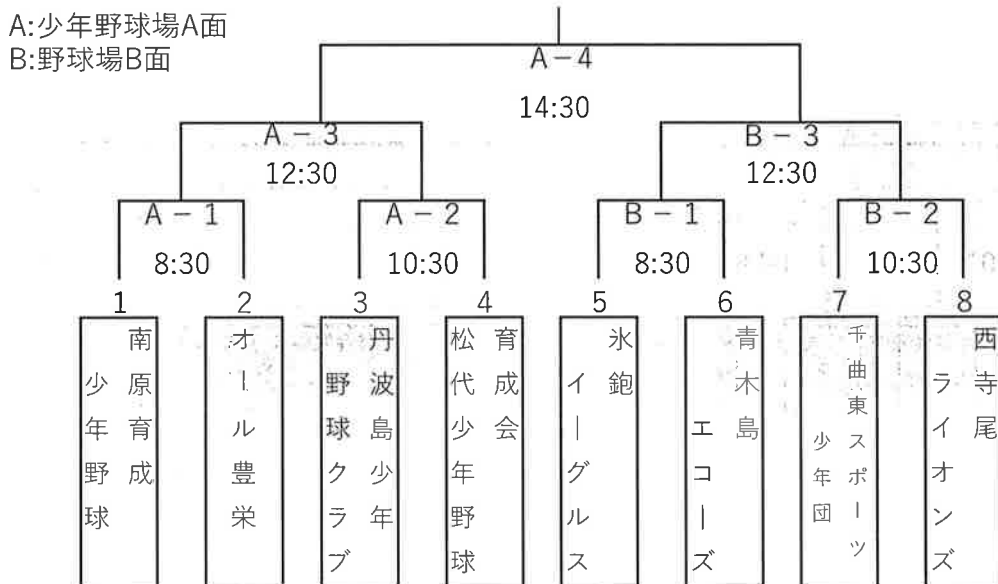 A:少年野球場A面
B:野球場B面
A－4
14:30
A－3
12:30
B－3
12:30
A－1
8:30
A－2
10:30
B－1
8:30
B－2
10:30
1
2
3
4
5
6
7
8
南原育成
少年野球
オール豊栄
丹波島少年
野球クラブ
育成会
松代少年野球
氷鉋
イーグルス
青木島
エコーズ
千曲東スポーツ
少年団
西寺尾
ライオンズ